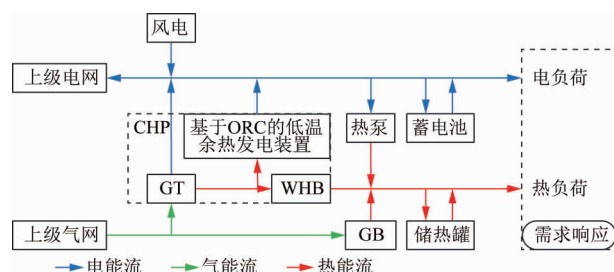 风电
上级电网
电负荷
CHP
基于ORC的低温
余热发电装置
热泵
蓄电池
GT
WHB
热负荷
上级气网
GB
储热罐
需求响应
电能流
气能流
热能流